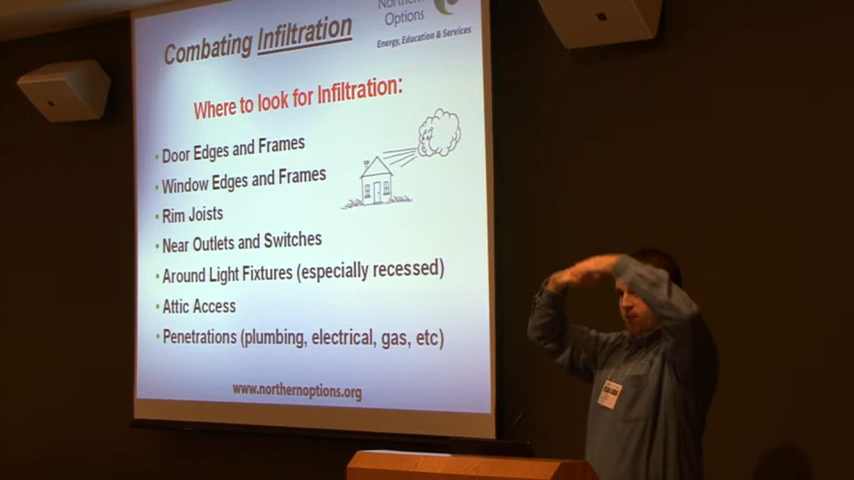 Combating Infiltration
Northern
Options
Energy, Education & Services
Where to look for Infiltration:
• Door Edges and Frames
• Window Edges and Frames
• Rim Joists
• Near Outlets and Switches
• Around Light Fixtures (especially recessed)
• Attic Access
• Penetrations (plumbing, electrical, gas, etc)
www.northernoptions.org